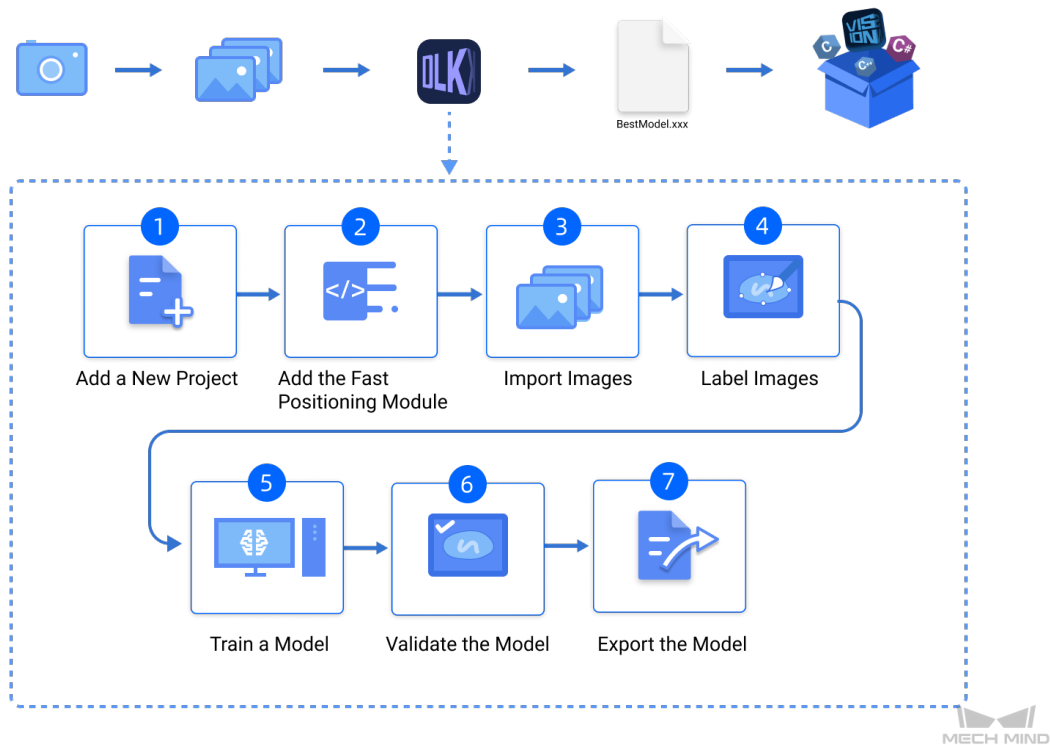 DLK
BestModel.xxx
VIS
ION
C
C#
C++
1
2
3
4
</>
Add a New Project
Add the Fast
Positioning Module
Import Images
Label Images
5
6
7
Train a Model
Validate the Model
Export the Model
MECH MIND